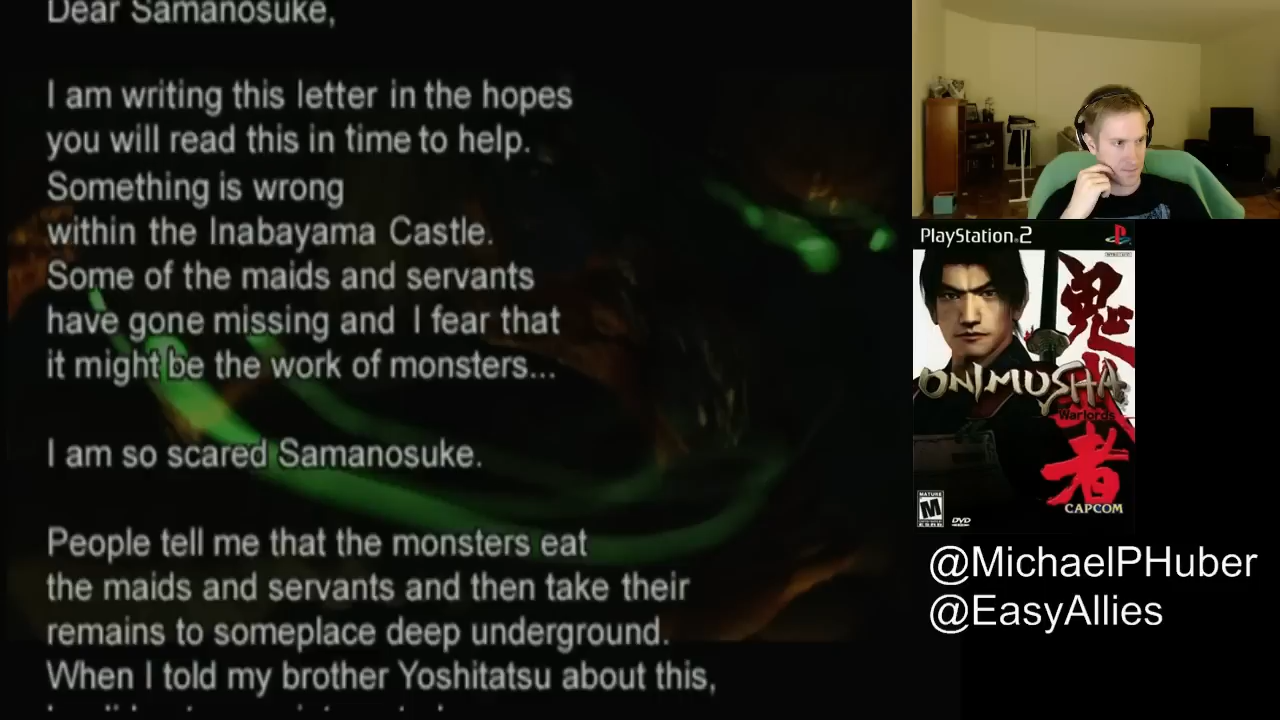 Dear Samanosuke,
I am writing this letter in the hopes
you will read this in time to help.
Something is wrong
within the Inabayama Castle.
Some of the maids and servants
have gone missing and I fear that
it might be the work of monsters...
I am so scared Samanosuke.
People tell me that the monsters eat
the maids and servants and then take their
remains to someplace deep underground.
When I told my brother Yoshitatsu about this,
PlayStation 2
鬼
武
者
ONIMUSHA
Warlords
MATURE
M
DVD
CAPCOM
@MichaelPHuber
@EasyAllies